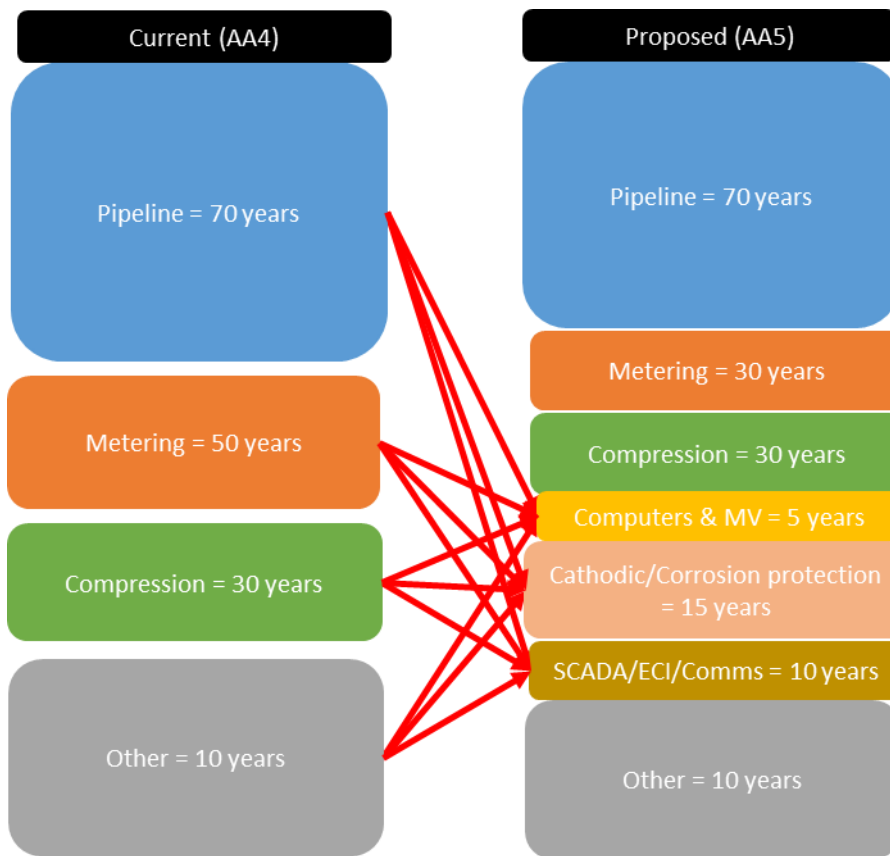 Current (AA4)
Pipeline = 70 years
Metering = 50 years
Compression = 30 years
Other = 10 years
Proposed (AA5)
Pipeline = 70 years
Metering = 30 years
Compression = 30 years
Computers & MV = 5 years
Cathodic/Corrosion protection
= 15 years
SCADA/ECI/Comms = 10 years
Other = 10 years